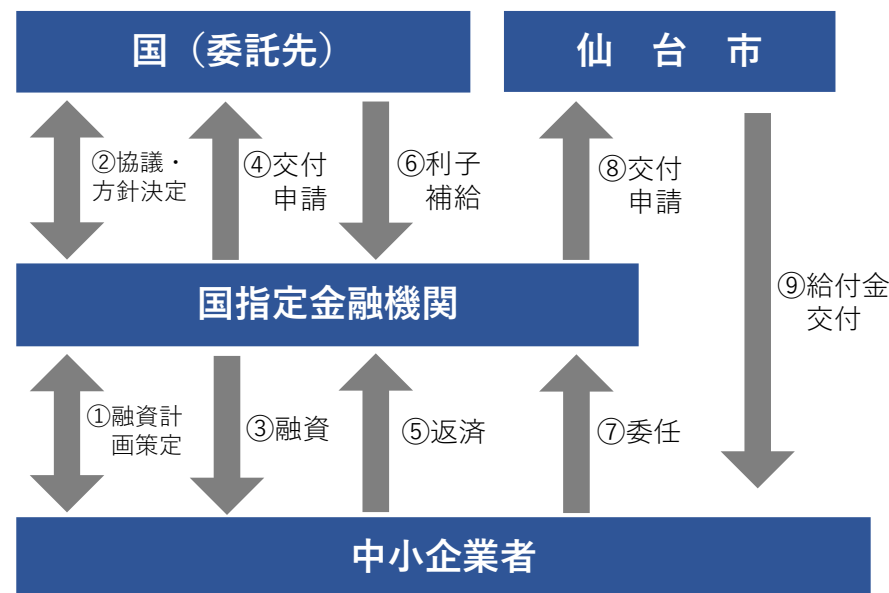 国（委託先）
仙　台　市
②協議・
方針決定
④交付
申請
⑥利子
補給
⑧交付
申請
⑨給付金
交付
国指定金融機関
①融資計
画策定
③融資
⑤返済
⑦委任
中小企業者